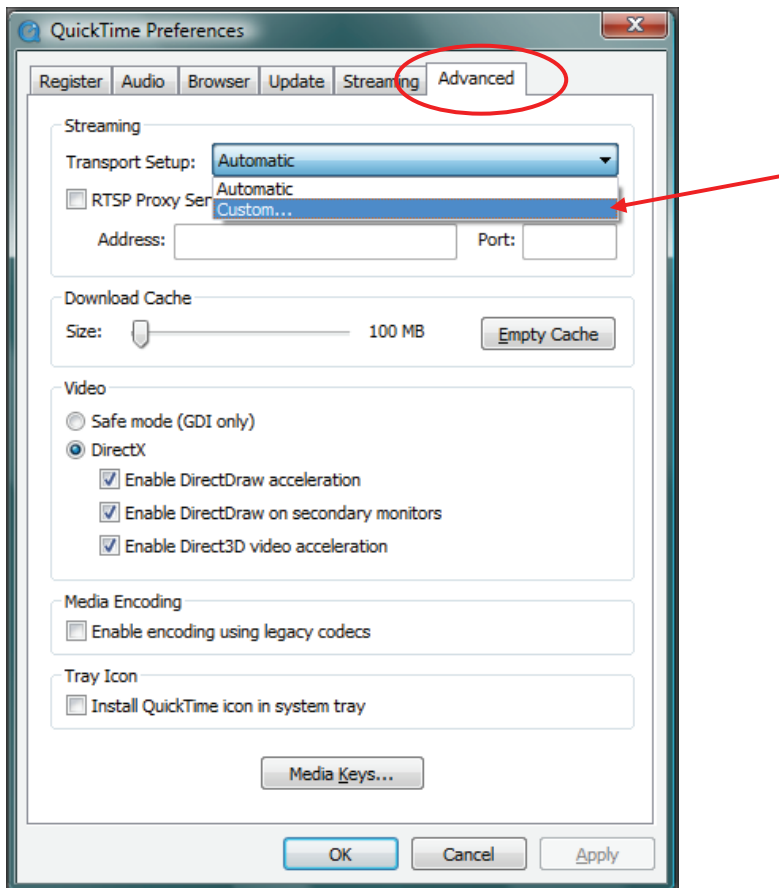 QuickTime Preferences
Register Audio Browser Update Streaming Advanced
Streaming
Transport Setup: Automatic
Automatic
RTSP Proxy Ser
Custom...
Address: Port:
Download Cache
Size: 100 MB Empty Cache
Video
Safe mode (GDI only)
DirectX
Enable DirectDraw acceleration
Enable DirectDraw on secondary monitors
Enable Direct3D video acceleration
Media Encoding
Enable encoding using legacy codecs
Tray Icon
Install QuickTime icon in system tray
Media Keys...
OK Cancel Apply